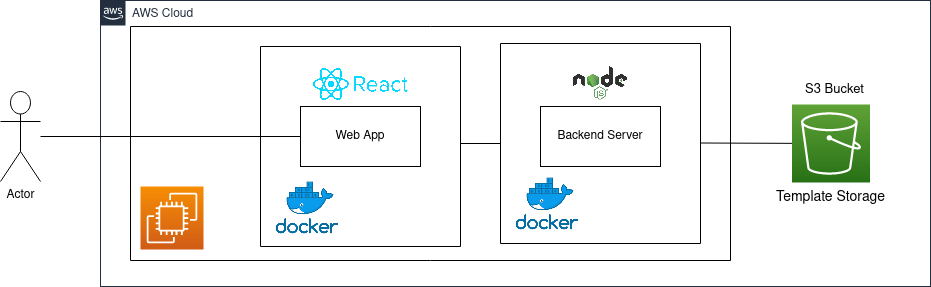 aws
AWS Cloud
React
node
JS
S3 Bucket
Web App
Backend Server
Actor
docker
docker
Template Storage